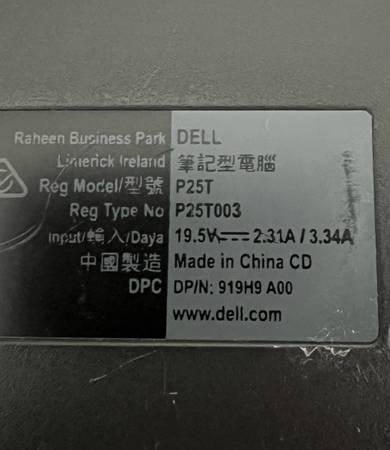 Raheen Business Park DELL
Limerick Ireland 筆記型電腦
Reg Model/型號 P25T
Reg Type No P25T003
Input/輸入/Daya 19.5V⎓2.31A / 3.34A
中國製造 Made in China CD
DPC DP/N: 919H9 A00
www.dell.com